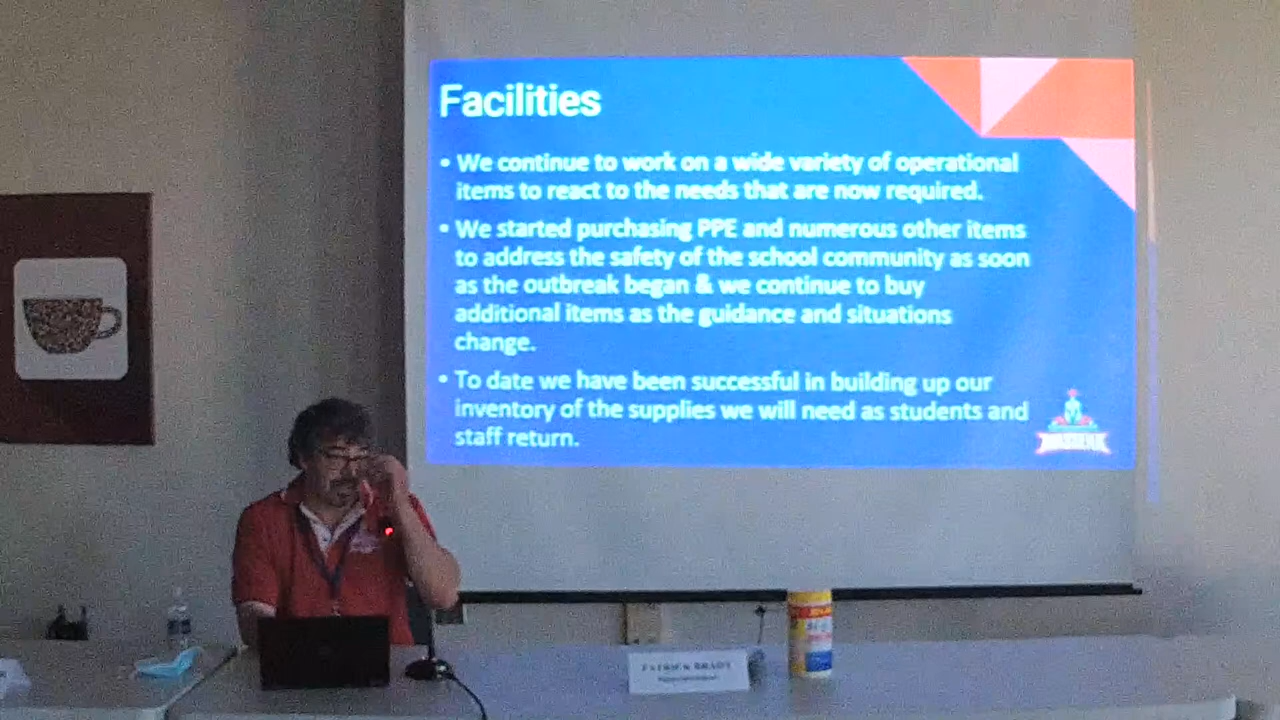 Facilities
• We continue to work on a wide variety of operational
items to react to the needs that are now required.
• We started purchasing PPE and numerous other items
to address the safety of the school community as soon
as the outbreak began & we continue to buy
additional items as the guidance and situations
change.
• To date we have been successful in building up our
inventory of the supplies we will need as students and
staff return.
PATRICK BRADY